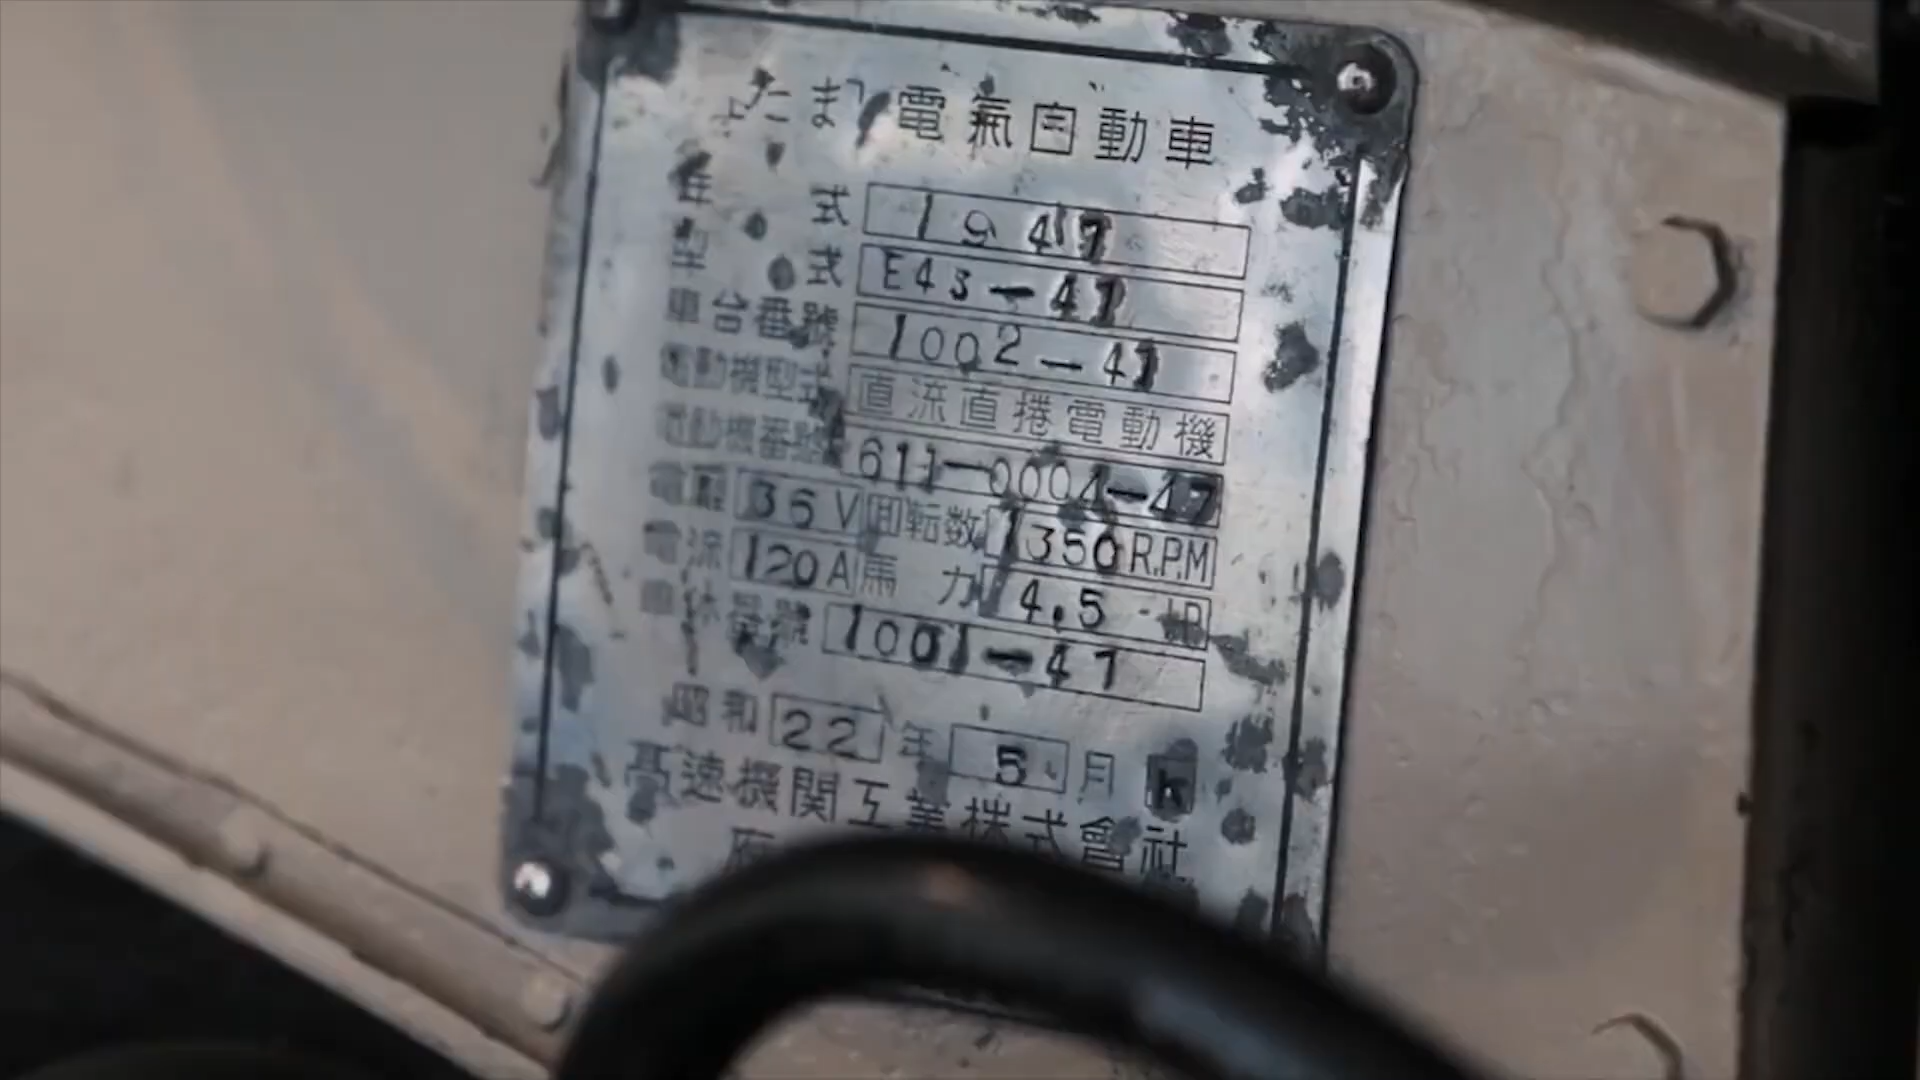 たま 電氣自動車
年式 1947
型式 E4S-47
車台番號 1002-47
電動機型式 直流直捲電動機
電動機番號 611-0004-47
電壓 36V 回転数 1350 R.P.M
電流 120A 馬力 4.5 HP
車体番號 1001-47
昭和 22 年 5 月
高速機関工業株式會社